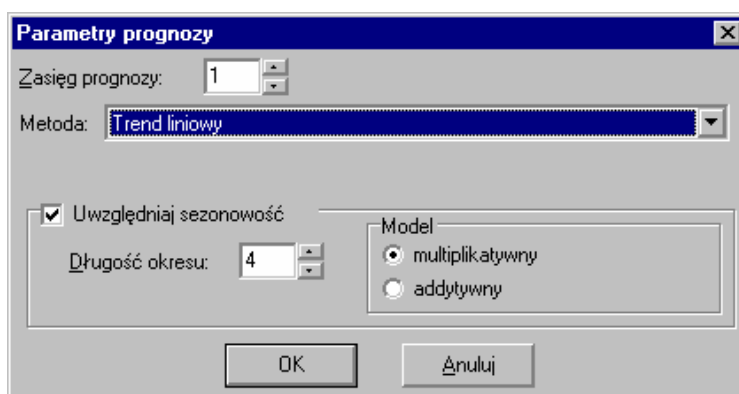 Parametry prognozy
Zasięg prognozy: 1
Metoda: Trend liniowy
Uwzględniaj sezonowość
Model
Długość okresu: 4
multiplikatywny
addytywny
OK Anuluj